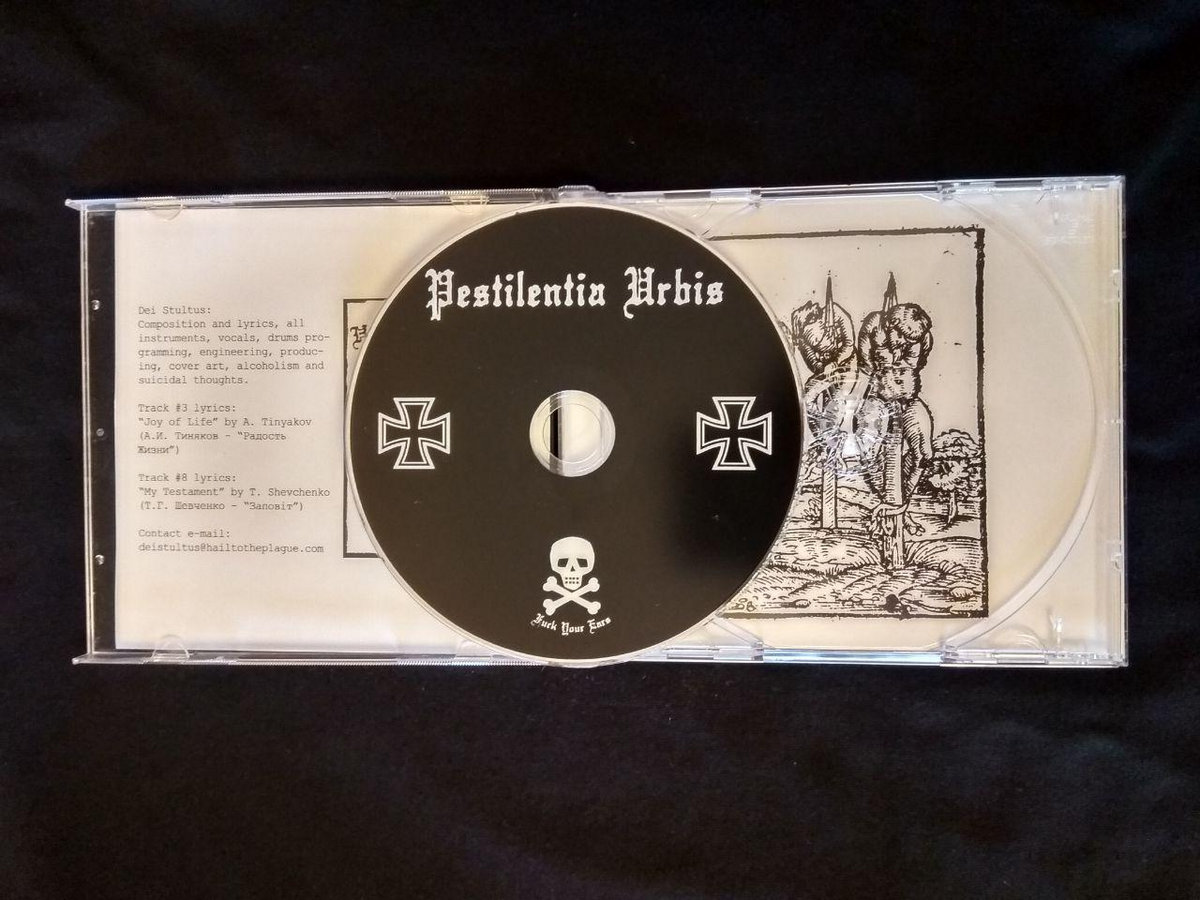 Dei Stultus:
Composition and lyrics, all
instruments, vocals, drums pro-
gramming, engineering, produc-
ing, cover art, alcoholism and
suicidal thoughts.
Track #3 lyrics:
“Joy of Life” by A. Tinyakov
(А.И. Тиняков - “Радость
Жизни”)
Track #8 lyrics:
“My Testament” by T. Shevchenko
(Т.Г. Шевченко - “Заповіт”)
Contact e-mail:
deistultus@hailtotheplague.com
Pestilentia Urbis
Fuck Your Ears